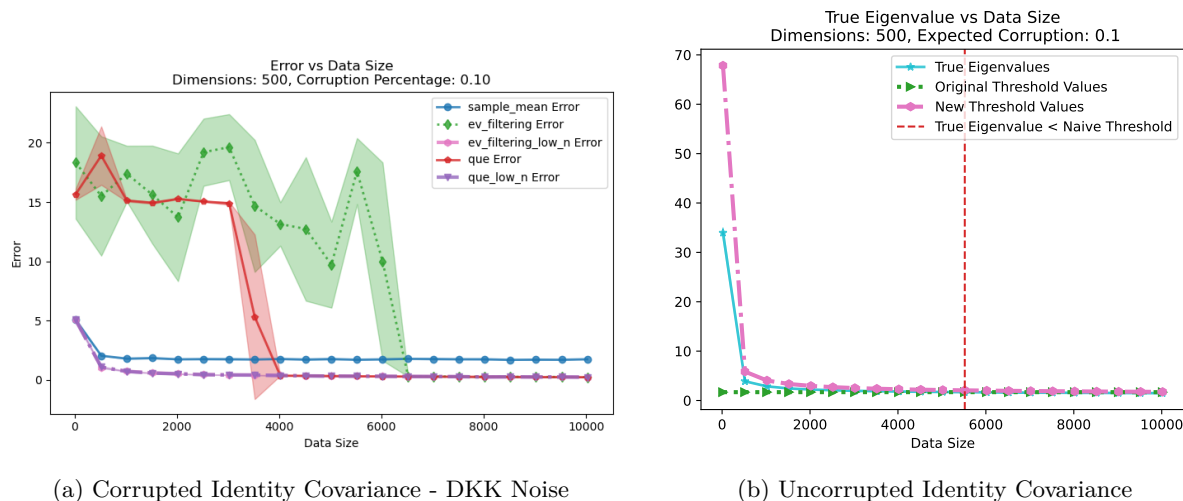 Error vs Data Size
Dimensions: 500, Corruption Percentage: 0.10
Error
20
15
10
5
0
sample_mean Error
ev_filtering Error
ev_filtering_low_n Error
que Error
que_low_n Error
0 2000 4000 6000 8000 10000
Data Size
(a) Corrupted Identity Covariance - DKK Noise
True Eigenvalue vs Data Size
Dimensions: 500, Expected Corruption: 0.1
70
60
50
40
30
20
10
0
True Eigenvalues
Original Threshold Values
New Threshold Values
True Eigenvalue < Naive Threshold
0 2000 4000 6000 8000 10000
Data Size
(b) Uncorrupted Identity Covariance